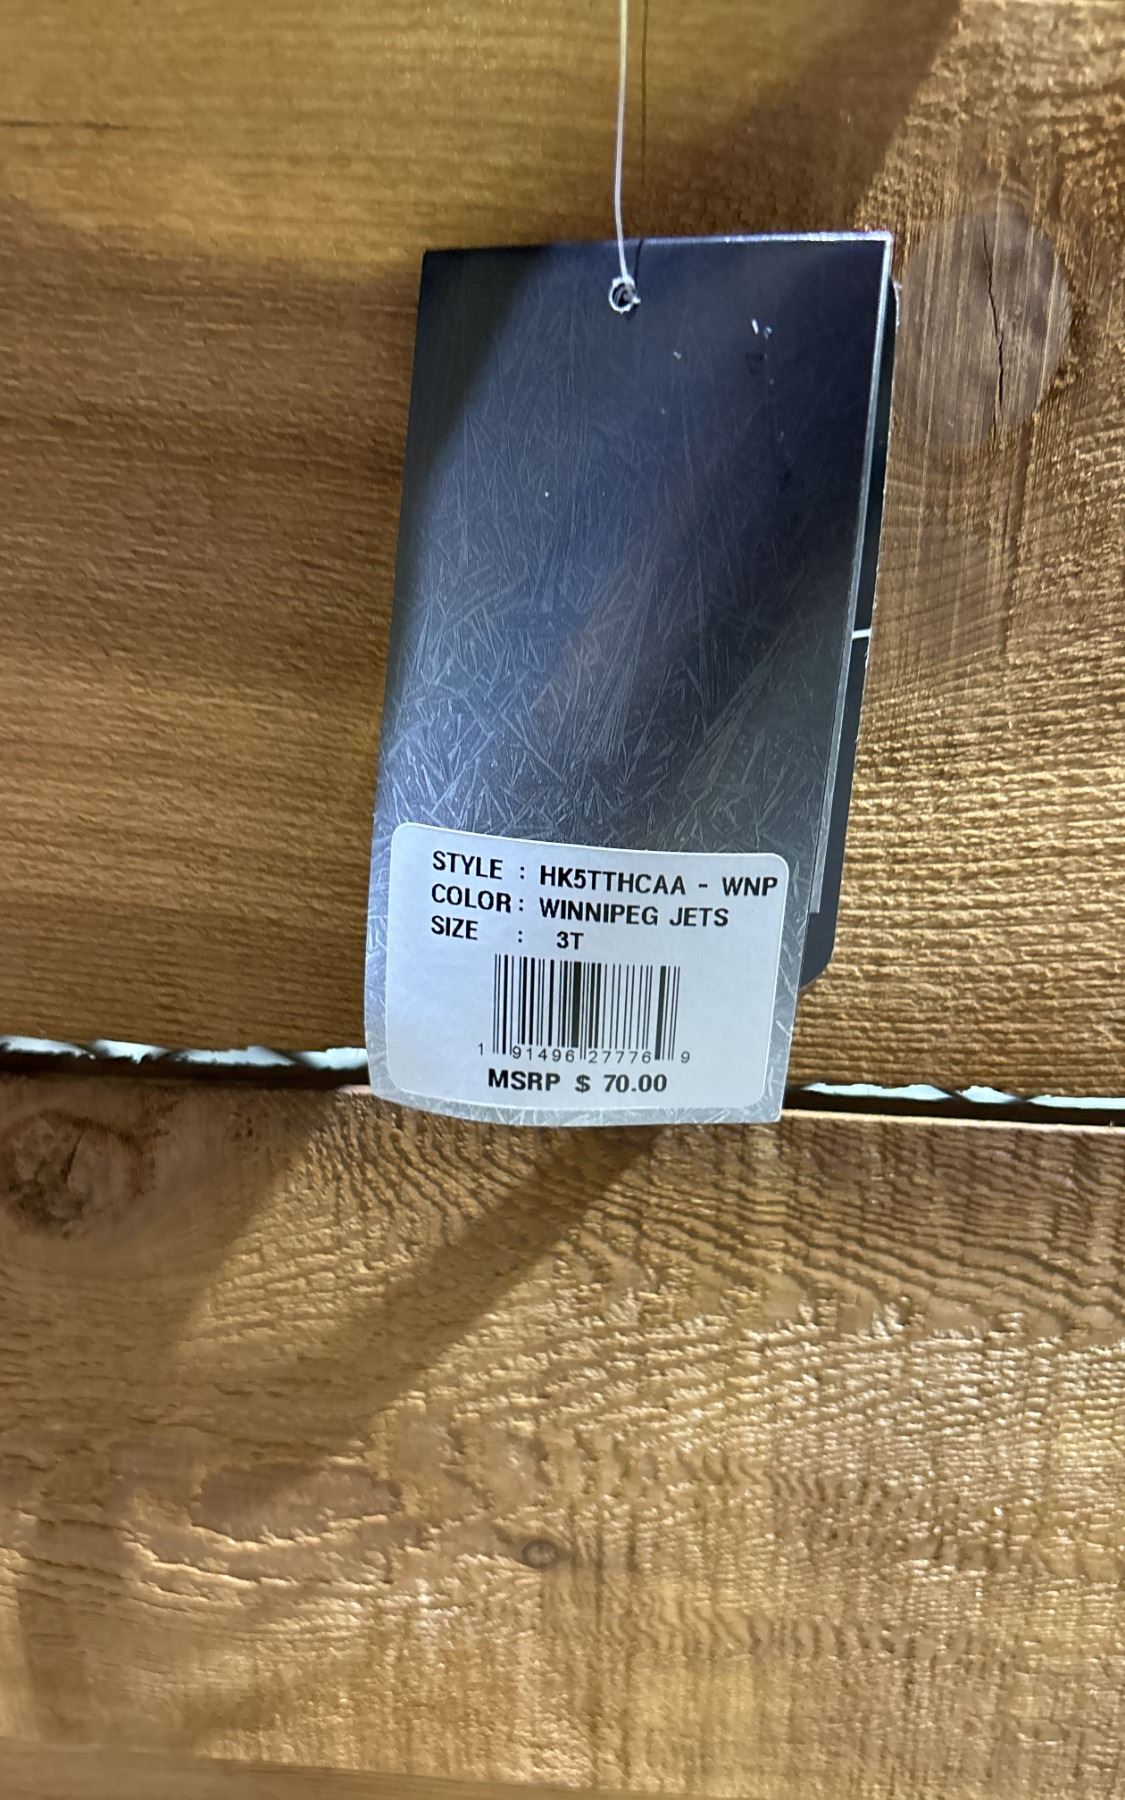 STYLE : HK5TTHCAA - WNP
COLOR : WINNIPEG JETS
SIZE : 3T
1 91496 27776 9
MSRP $ 70.00